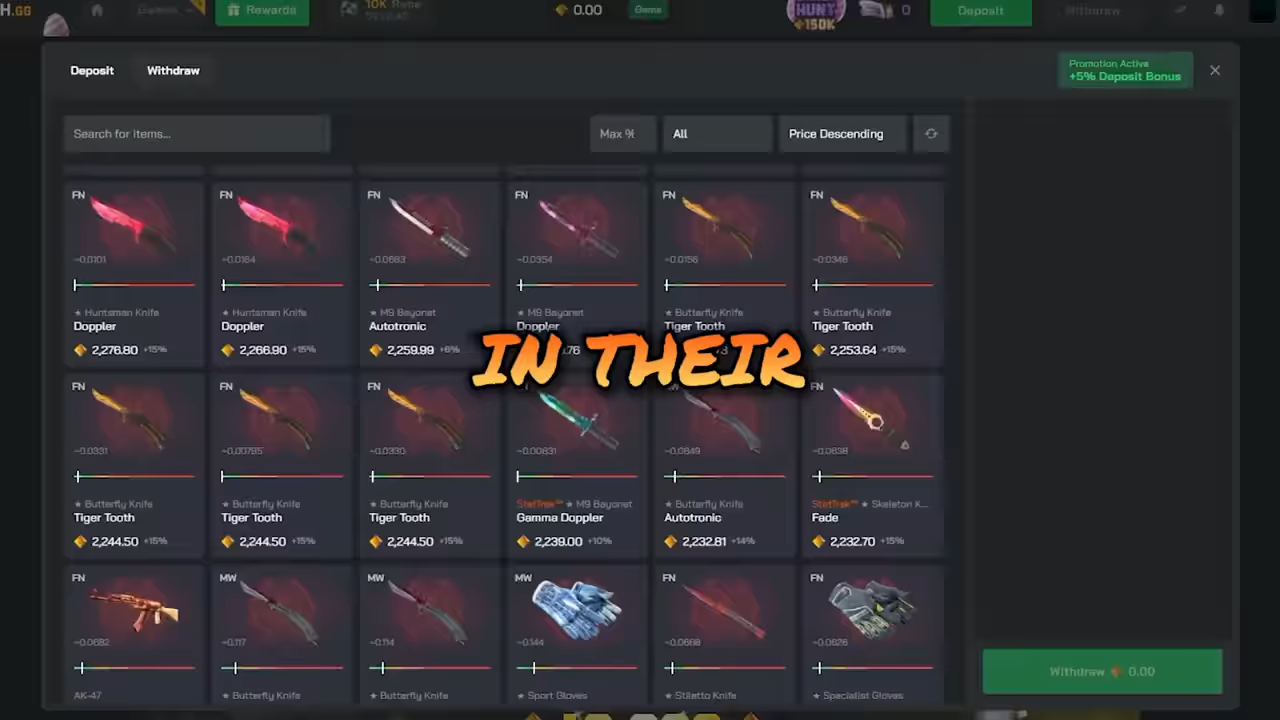 H.GG
Rewards
10K
0.00
HUNT
150K
0
Deposit
Withdraw
Deposit
Withdraw
Promotion Active
+5% Deposit Bonus
Search for items...
Max %
All
Price Descending
FN
FN
FN
FN
FN
FN
~0.0101
~0.0164
~0.0683
~0.0354
~0.0156
~0.0346
★ Huntsman Knife
★ Huntsman Knife
★ M9 Bayonet
★ M9 Bayonet
★ Butterfly Knife
★ Butterfly Knife
Doppler
Doppler
Autotronic
Doppler
Tiger Tooth
Tiger Tooth
2,276.80 +15%
2,266.90 +15%
2,259.99 +6%
2,253.64 +15%
IN THEIR
FN
FN
FN
FN
~0.0331
~0.00795
~0.0330
~0.00831
~0.0649
~0.0638
★ Butterfly Knife
★ Butterfly Knife
★ Butterfly Knife
StatTrak™ ★ M9 Bayonet
★ Butterfly Knife
StatTrak™ ★ Skeleton K...
Tiger Tooth
Tiger Tooth
Tiger Tooth
Gamma Doppler
Autotronic
Fade
2,244.50 +15%
2,244.50 +15%
2,244.50 +15%
2,239.00 +10%
2,232.81 +14%
2,232.70 +15%
FN
MW
MW
MW
FN
FN
~0.0682
~0.117
~0.114
~0.144
~0.0668
~0.0626
AK-47
★ Butterfly Knife
★ Butterfly Knife
★ Sport Gloves
★ Stiletto Knife
★ Specialist Gloves
Withdraw 0.00